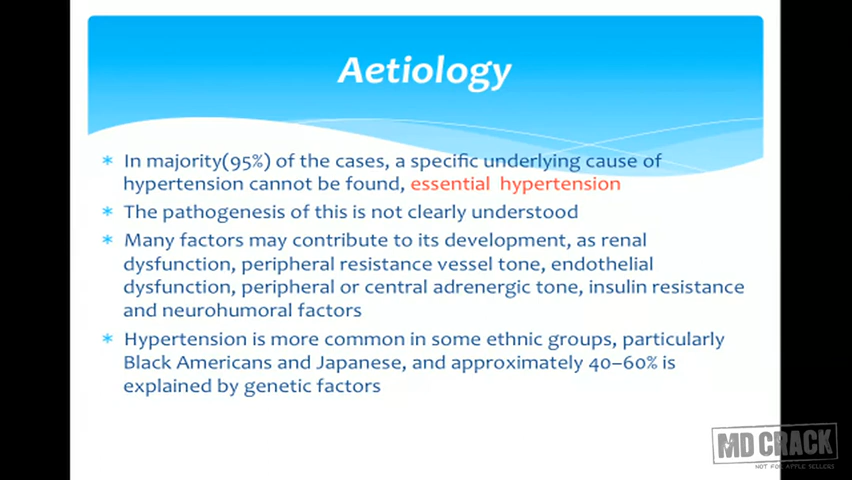 Aetiology
* In majority(95%) of the cases, a specific underlying cause of
hypertension cannot be found, essential hypertension
* The pathogenesis of this is not clearly understood
* Many factors may contribute to its development, as renal
dysfunction, peripheral resistance vessel tone, endothelial
dysfunction, peripheral or central adrenergic tone, insulin resistance
and neurohumoral factors
* Hypertension is more common in some ethnic groups, particularly
Black Americans and Japanese, and approximately 40–60% is
explained by genetic factors
MD CRACK
NOT FOR APPLE SELLERS